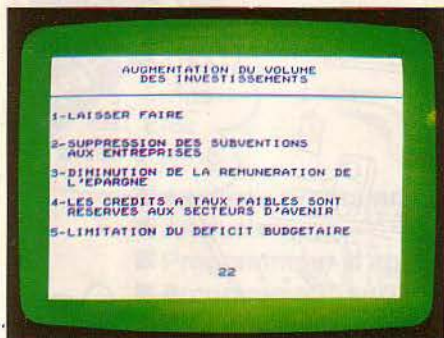 AUGMENTATION DU VOLUME
DES INVESTISSEMENTS
1-LAISSER FAIRE
2-SUPPRESSION DES SUBVENTIONS
AUX ENTREPRISES
3-DIMINUTION DE LA REMUNERATION DE
L'EPARGNE
4-LES CREDITS A TAUX FAIBLES SONT
RESERVES AUX SECTEURS D'AVENIR
5-LIMITATION DU DEFICIT BUDGETAIRE
22